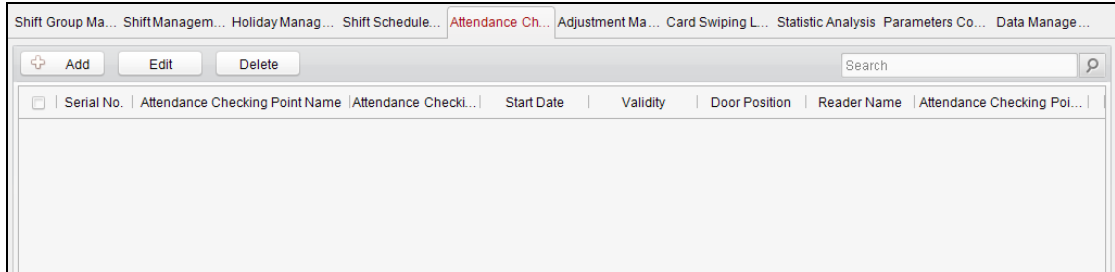 Shift Group Ma... Shift Managem... Holiday Manag... Shift Schedule... Attendance Ch... Adjustment Ma... Card Swiping L... Statistic Analysis Parameters Co... Data Manage...
Add Edit Delete Search
Serial No. Attendance Checking Point Name Attendance Checki... Start Date Validity Door Position Reader Name Attendance Checking Poi...